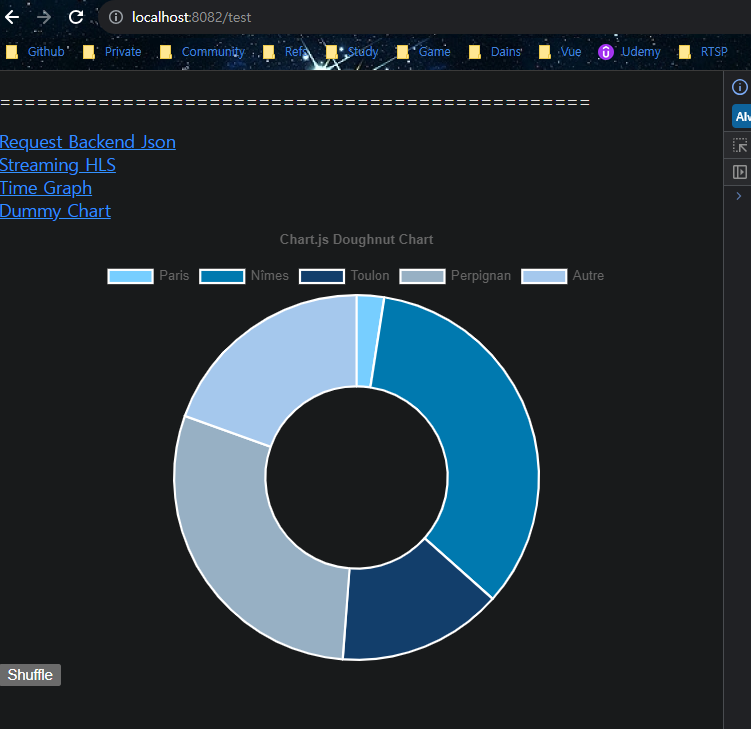 localhost:8082/test
Github Private Community Refs Study Game Dains Vue Udemy RTSP
================================================
Request Backend Json
Streaming HLS
Time Graph
Dummy Chart
Chart.js Doughnut Chart
Paris Nîmes Toulon Perpignan Autre
Shuffle